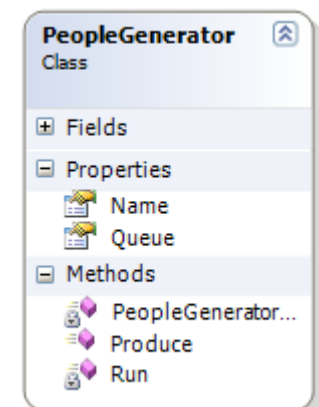 PeopleGenerator
Class
Fields
Properties
Name
Queue
Methods
PeopleGenerator...
Produce
Run